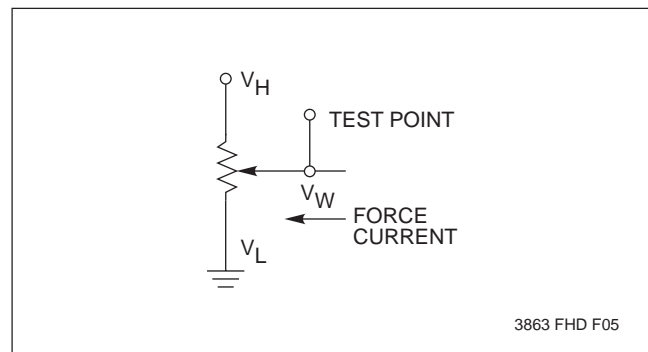 VH
TEST POINT
VW
FORCE
CURRENT
VL
3863 FHD F05